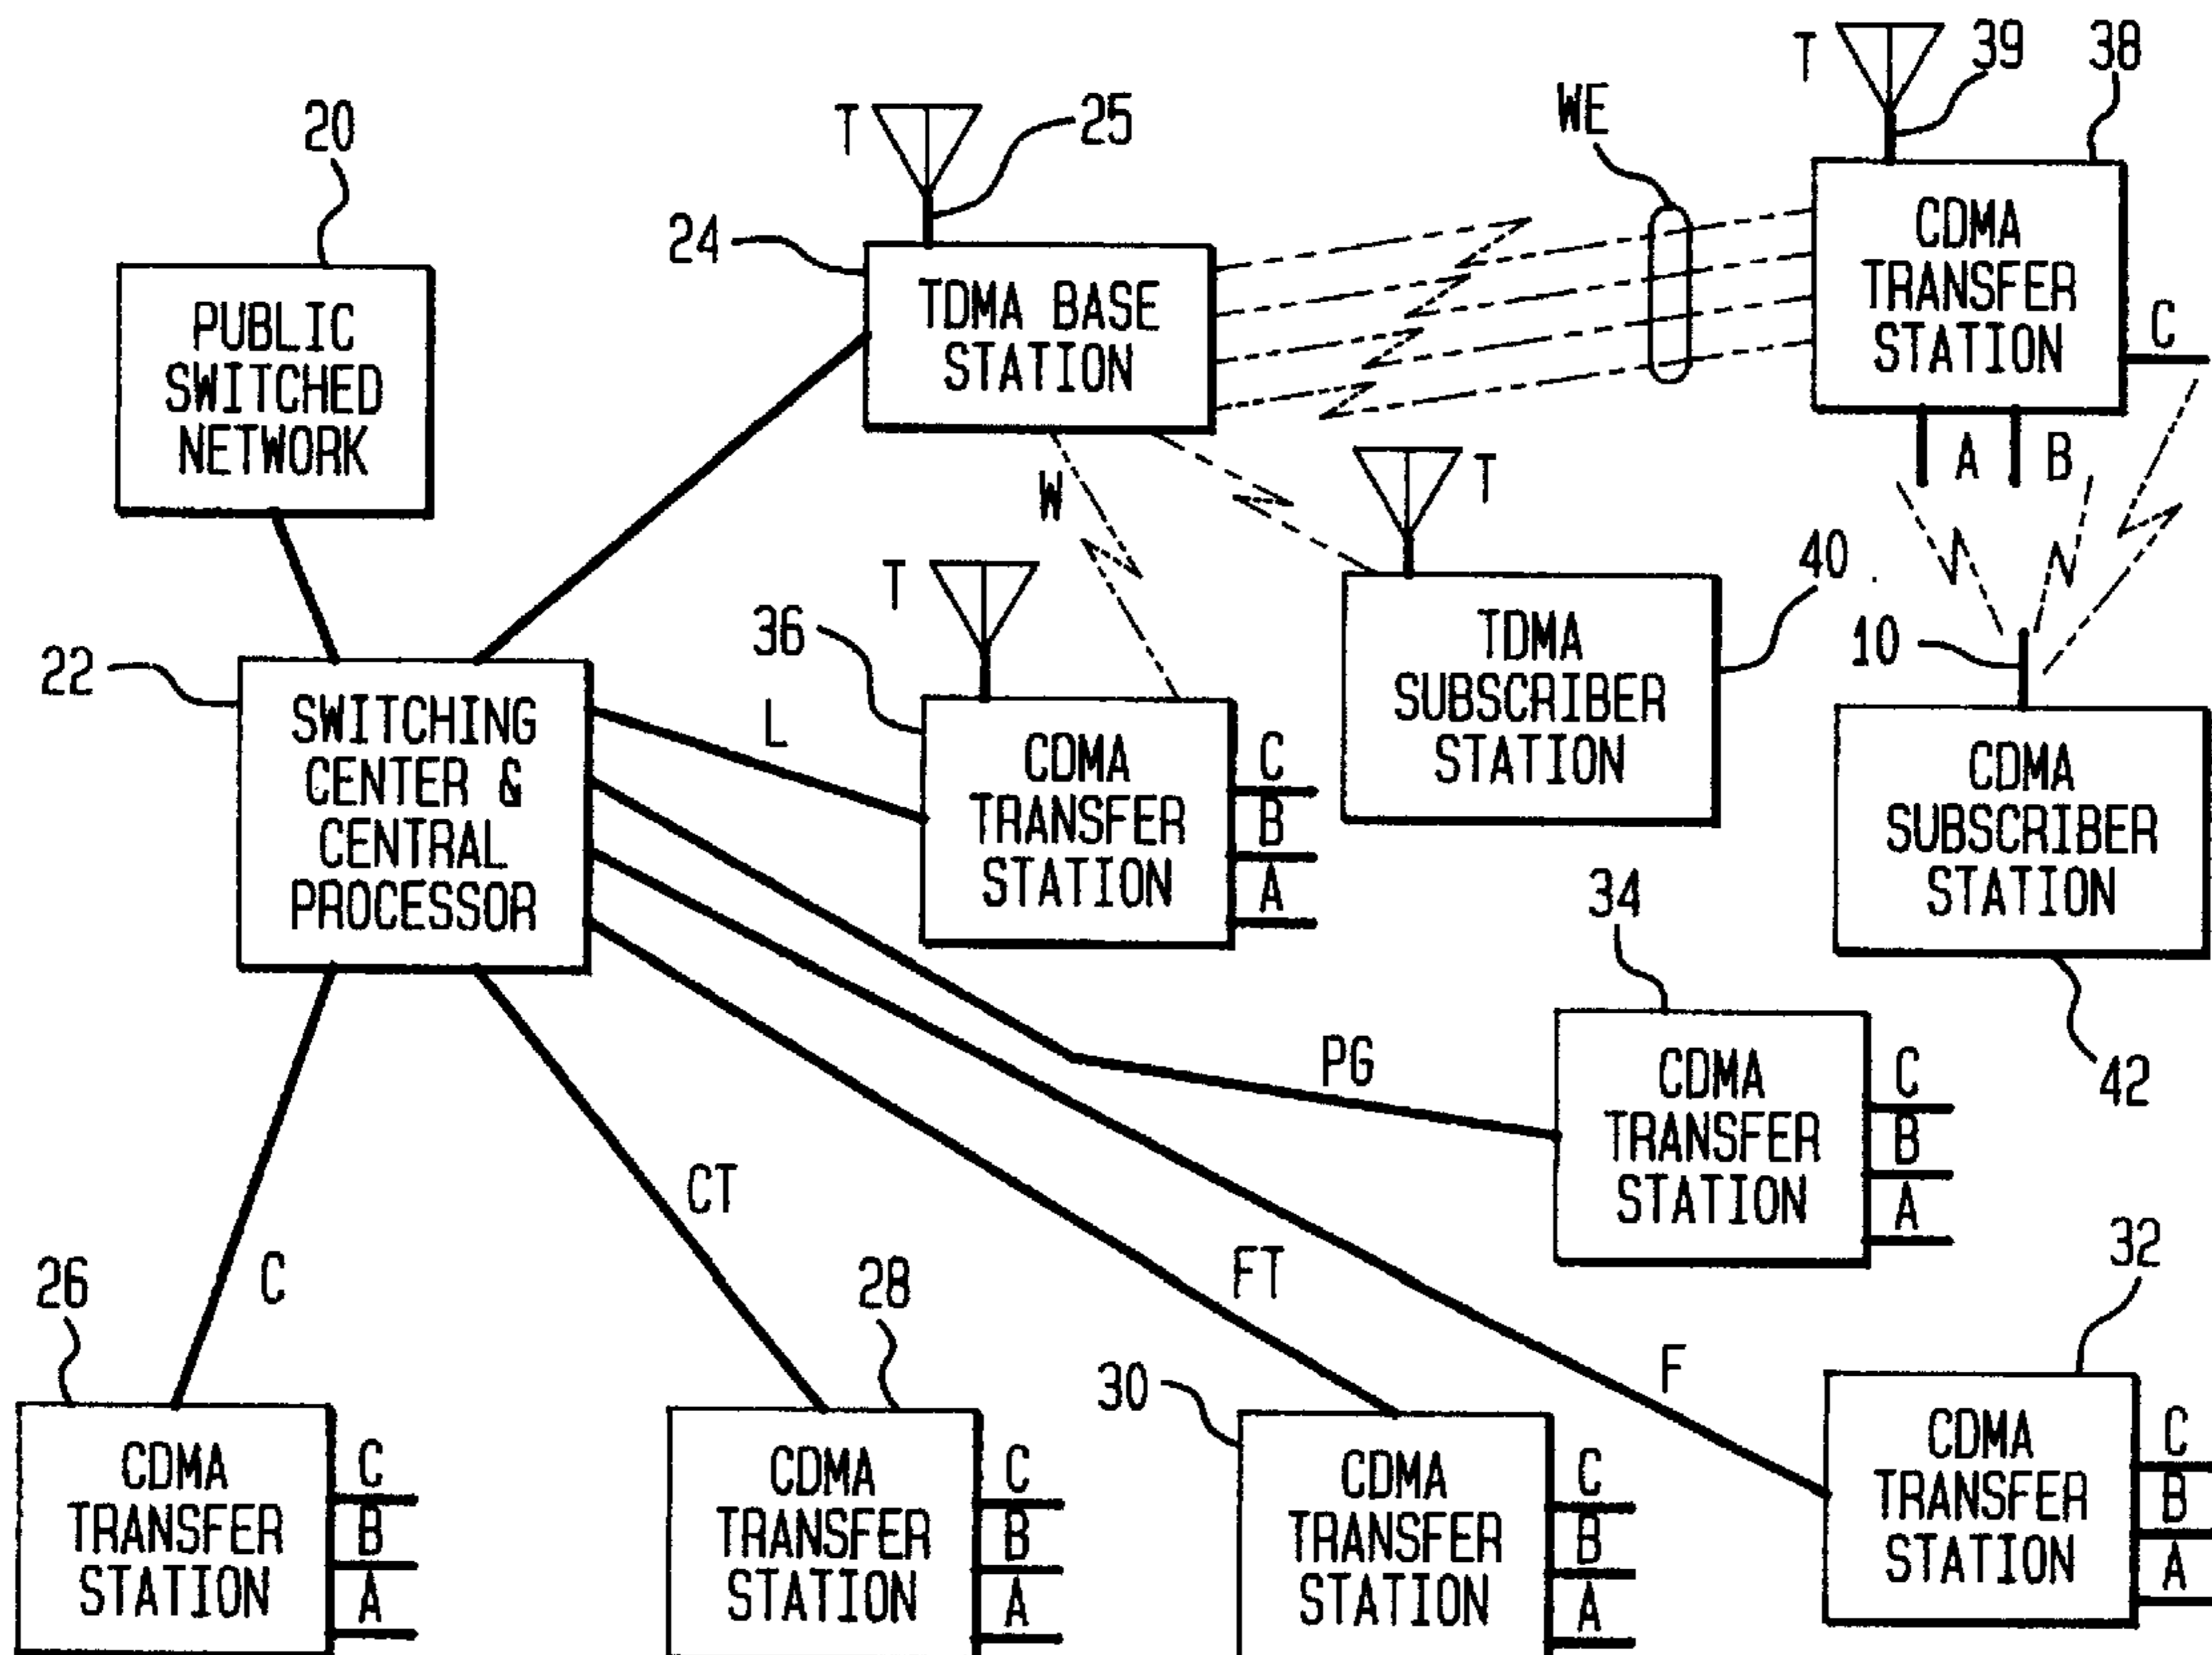 T
39
38
WE
T
25
20
24
PUBLIC
SWITCHED
NETWORK
TDMA BASE
STATION
CDMA
TRANSFER
STATION
C
A
B
W
T
T
36
40
10
22
SWITCHING
CENTER &
CENTRAL
PROCESSOR
L
CDMA
TRANSFER
STATION
C
B
A
TDMA
SUBSCRIBER
STATION
CDMA
SUBSCRIBER
STATION
34
42
PG
CDMA
TRANSFER
STATION
C
B
A
CT
C
FT
F
26
28
30
32
CDMA
TRANSFER
STATION
C
B
A
CDMA
TRANSFER
STATION
C
B
A
CDMA
TRANSFER
STATION
C
B
A
CDMA
TRANSFER
STATION
C
B
A